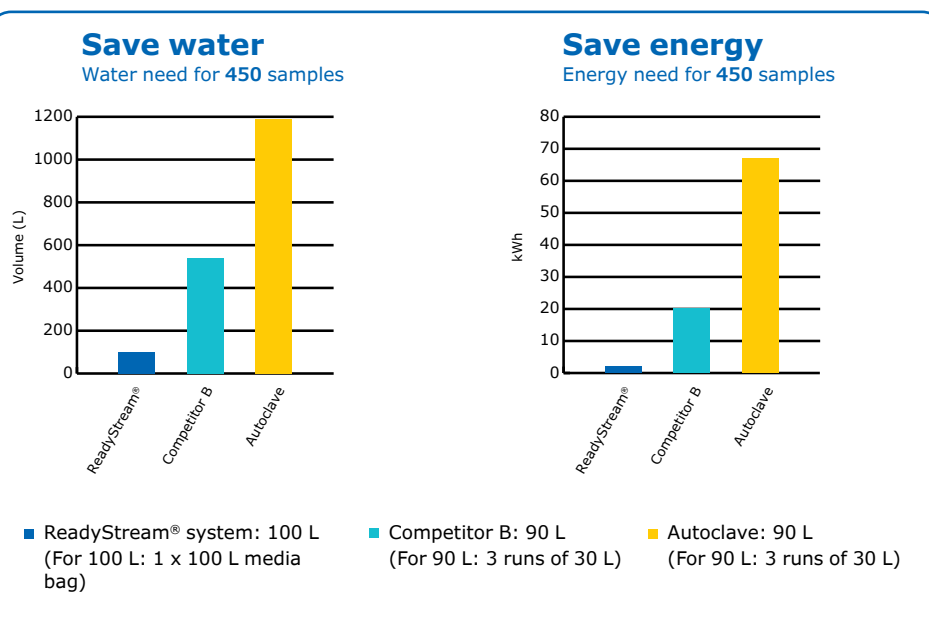 Save water
Water need for 450 samples
Volume (L)
1200
1000
800
600
400
200
0
ReadyStream®
Competitor B
Autoclave
Save energy
Energy need for 450 samples
kWh
80
70
60
50
40
30
20
10
0
ReadyStream®
Competitor B
Autoclave
ReadyStream® system: 100 L
(For 100 L: 1 x 100 L media
bag)
Competitor B: 90 L
(For 90 L: 3 runs of 30 L)
Autoclave: 90 L
(For 90 L: 3 runs of 30 L)